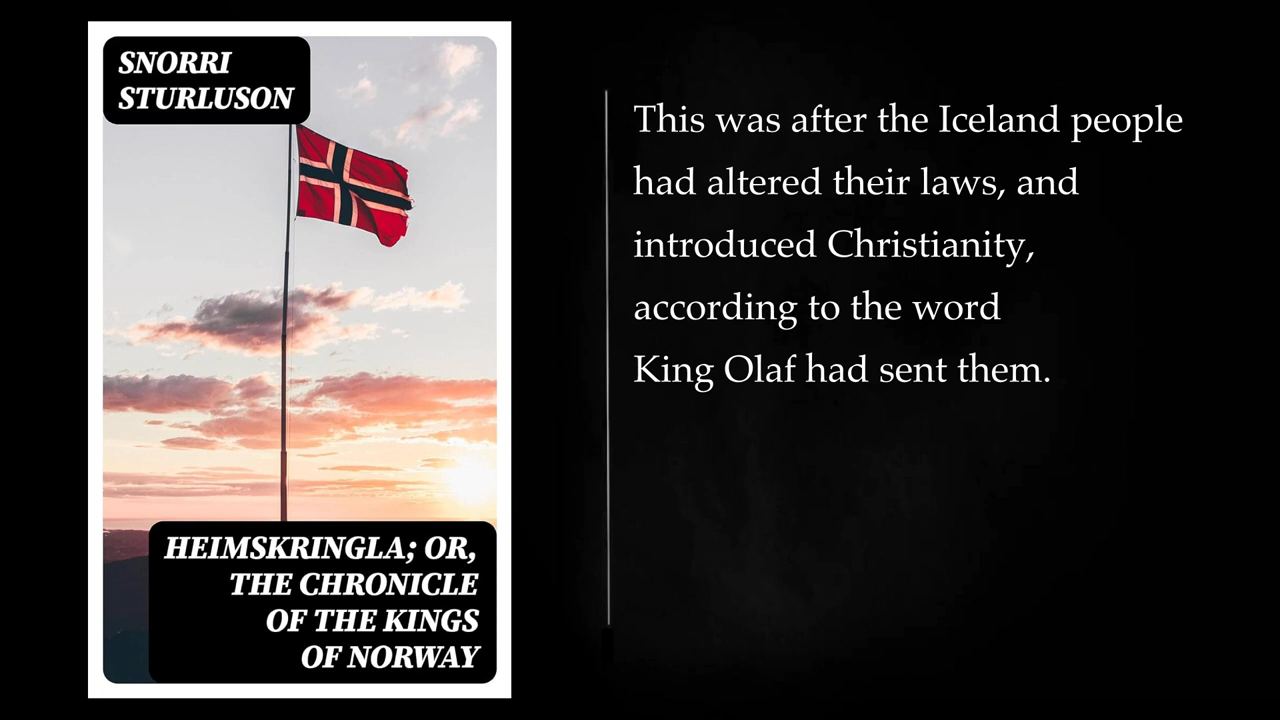 SNORRI
STURLUSON
HEIMSKRINGLA; OR,
THE CHRONICLE
OF THE KINGS
OF NORWAY
This was after the Iceland people
had altered their laws, and
introduced Christianity,
according to the word
King Olaf had sent them.